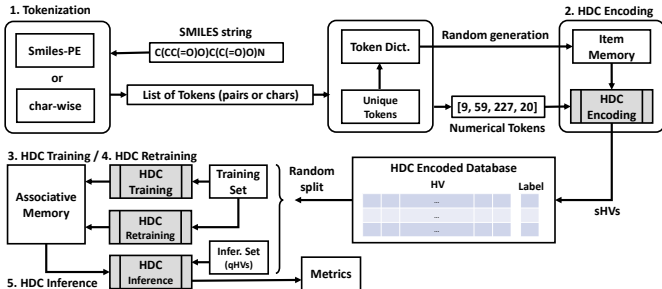 1. Tokenization
SMILES string
C(CC(=O)O)C(C(=O)O)N
Smiles-PE
or
char-wise
List of Tokens (pairs or chars)
Token Dict.
Unique
Tokens
Random generation
[9, 59, 227, 20]
Numerical Tokens
2. HDC Encoding
Item
Memory
HDC
Encoding
3. HDC Training / 4. HDC Retraining
Associative
Memory
HDC
Training
Training
Set
HDC
Retraining
HDC
Inference
Infer. Set
(qHVs)
Random
split
HDC Encoded Database
HV
Label
...
...
...
sHVs
5. HDC Inference
Metrics